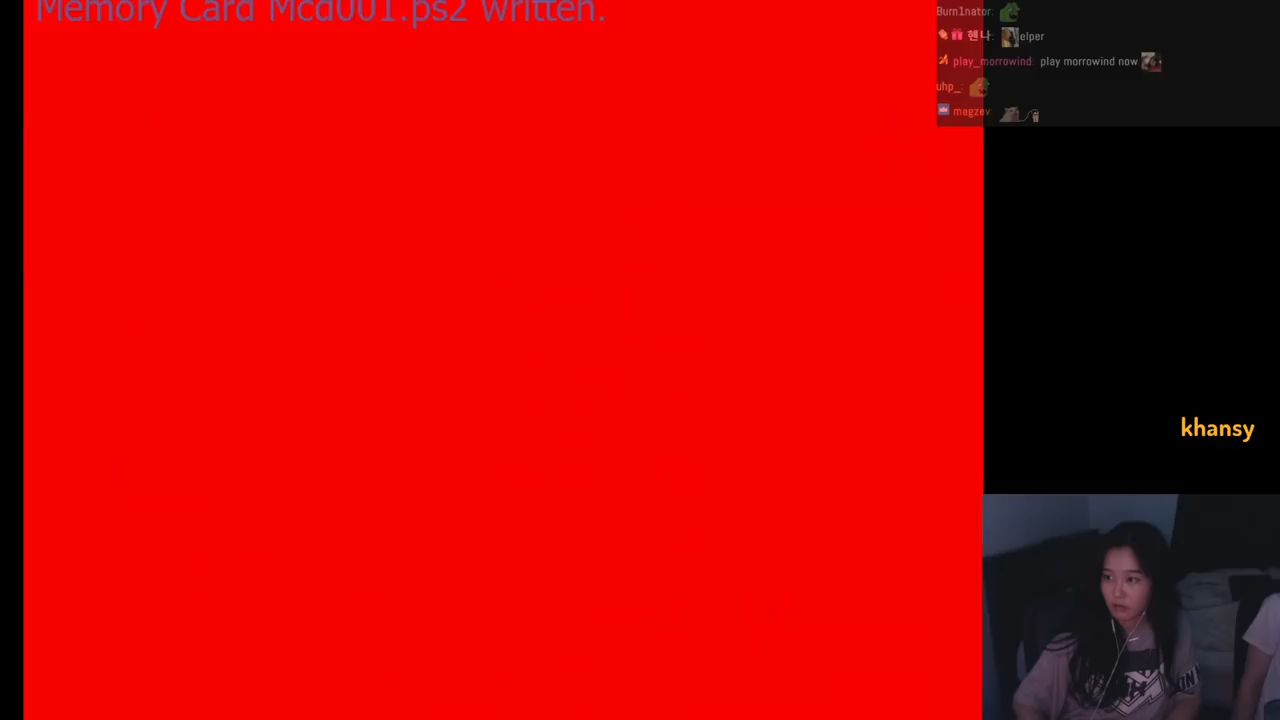 Memory Card Mcd001.ps2 written.
Burn1nator:
헨나: elper
play_morrowind: play morrowind now
uhp_:
magzev:
khansy